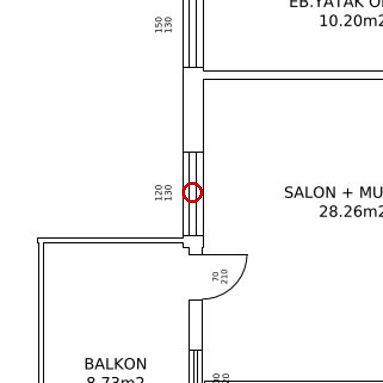 150
130
EB.YATAK
10.20m2
120
130
SALON + MU
28.26m2
70
210
BALKON
8.73m2